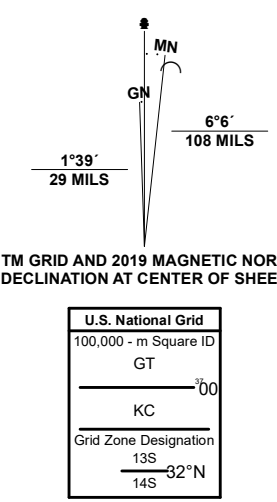 MN
GN
6°6´
108 MILS
1°39´
29 MILS
TM GRID AND 2019 MAGNETIC NOR
DECLINATION AT CENTER OF SHEE
U.S. National Grid
100,000 - m Square ID
GT
3700
KC
Grid Zone Designation
13S
32°N
14S